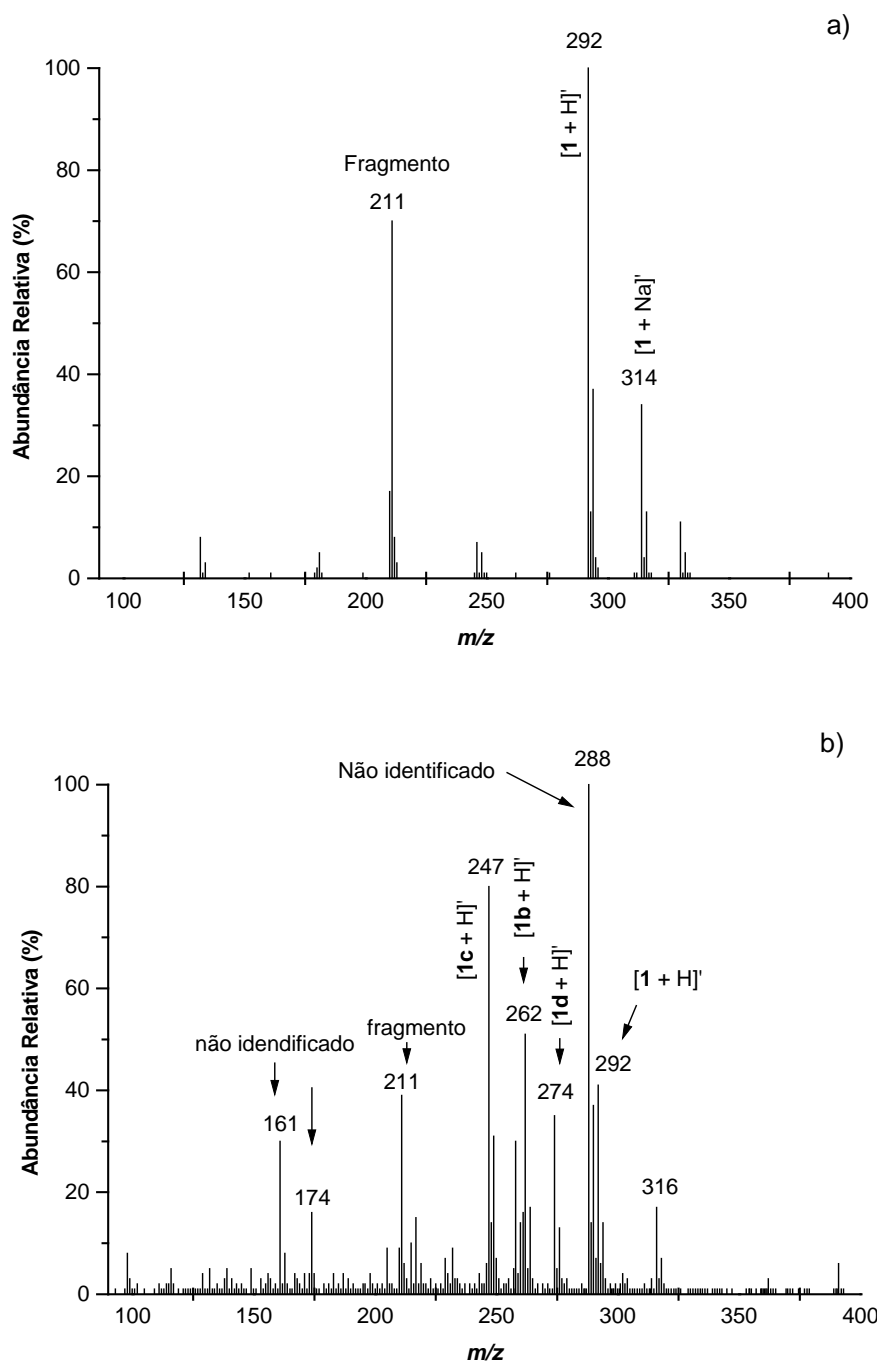 a)
292
100
[1 + H]'
80
Fragmento
211
60
[1 + Na]'
314
40
20
0
Abundância Relativa (%)
100 150 200 250 300 350 400
m/z
b)
288
Não identificado
100
247
80
[1c + H]'
[1b + H]'
[1d + H]'
[1 + H]'
60
262
fragmento
não idendificado
292
211
274
40
161
174
316
20
0
Abundância Relativa (%)
100 150 200 250 300 350 400
m/z